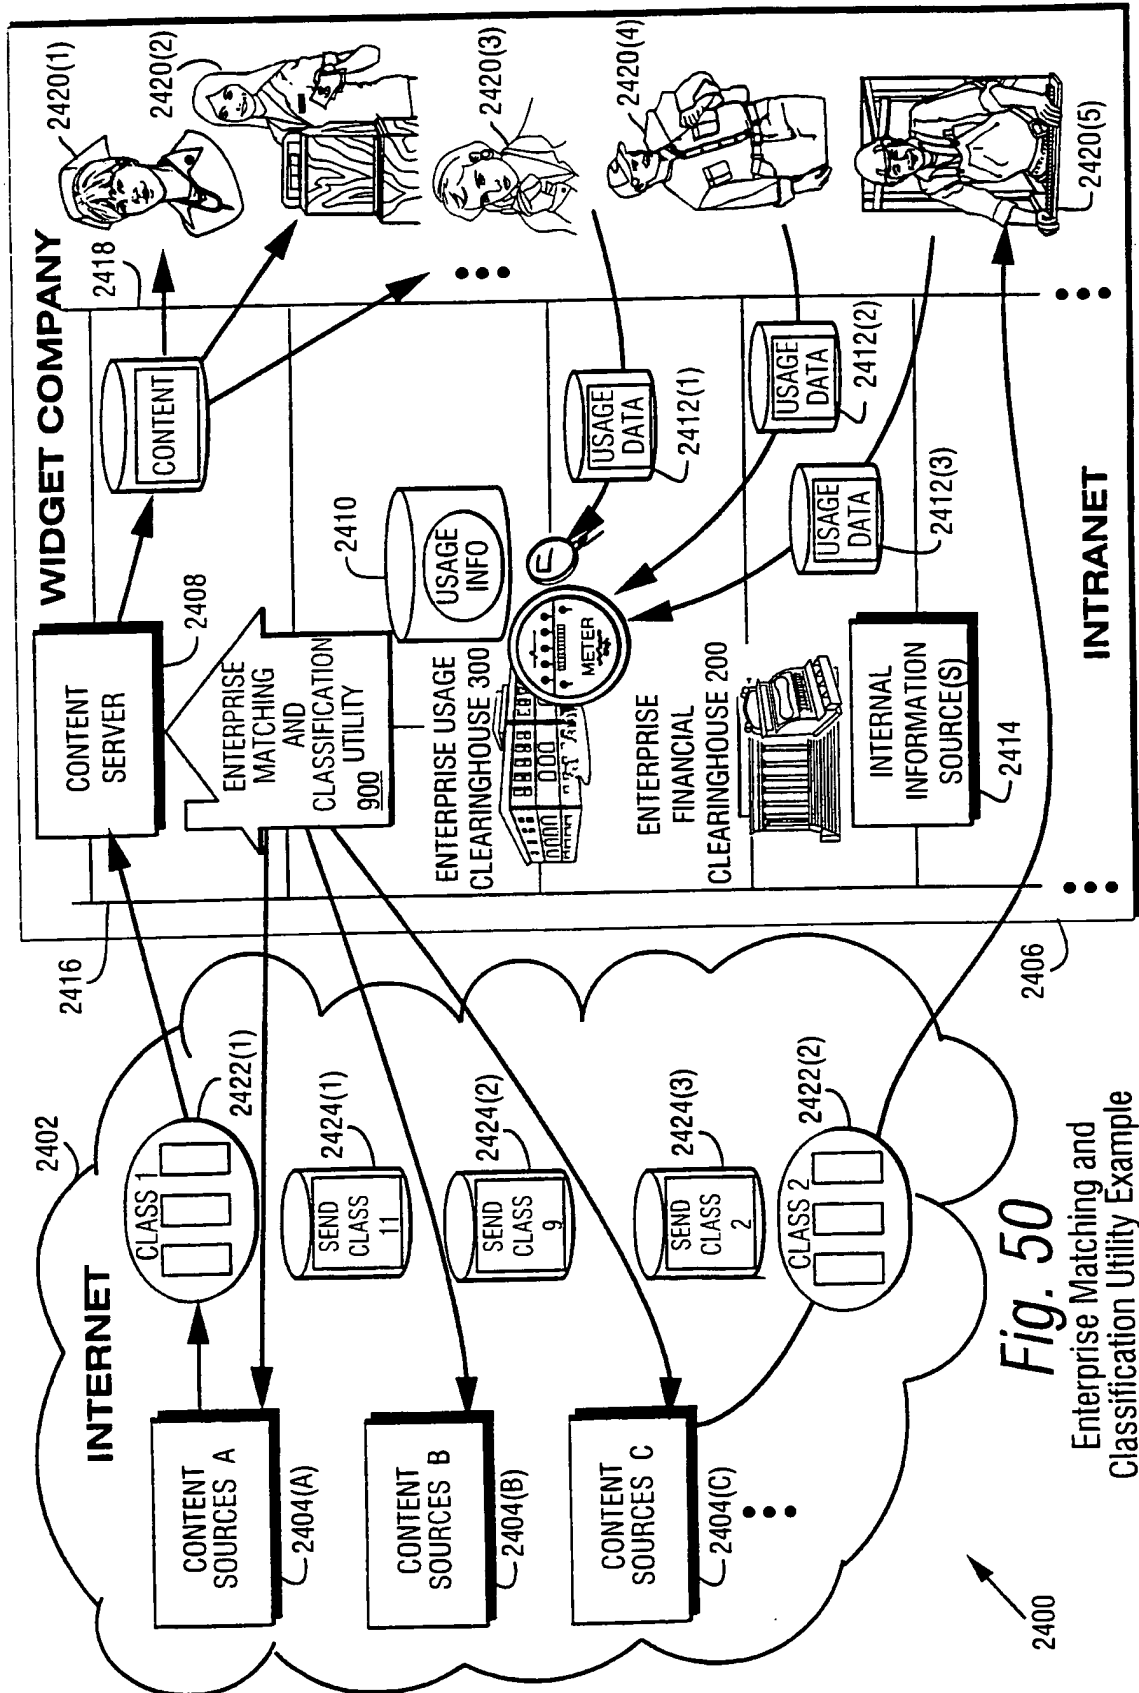 WIDGET COMPANY
INTERNET
2402
2416
CONTENT
SERVER
2408
CONTENT
2418
2420(1)
2420(2)
2420(3)
2420(4)
2420(5)
CONTENT
SOURCES A
2404(A)
CLASS 1
2422(1)
ENTERPRISE
MATCHING
AND
CLASSIFICATION
UTILITY
900
2410
USAGE
INFO
SEND
CLASS
11
2424(1)
CONTENT
SOURCES B
2404(B)
SEND
CLASS
9
2424(2)
ENTERPRISE USAGE
CLEARINGHOUSE 300
METER
USAGE
DATA
2412(1)
CONTENT
SOURCES C
2404(C)
SEND
CLASS
2
2424(3)
ENTERPRISE
FINANCIAL
CLEARINGHOUSE 200
USAGE
DATA
2412(2)
CLASS 2
2422(2)
INTERNAL
INFORMATION
SOURCE(S)
2414
USAGE
DATA
2412(3)
2406
INTRANET
2400
Fig. 50
Enterprise Matching and
Classification Utility Example